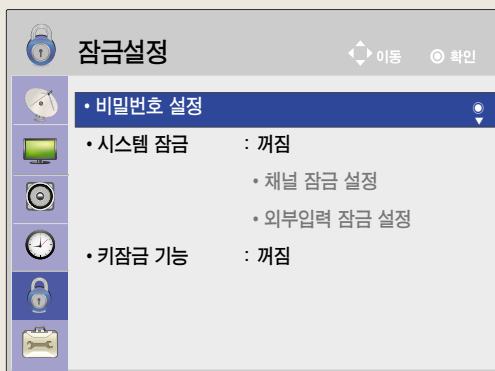 잠금설정
이동 확인
• 비밀번호 설정
• 시스템 잠금 : 꺼짐
• 채널 잠금 설정
• 외부입력 잠금 설정
• 키잠금 기능 : 꺼짐